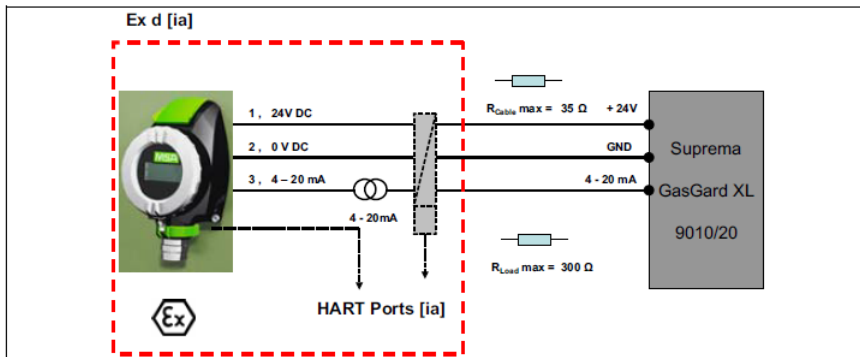 Ex d [ia]
1 , 24V DC
2 , 0 V DC
3 , 4 – 20 mA
4 - 20mA
MSA
HART Ports [ia]
Ex
RCable max = 35 Ω
+ 24V
GND
4 - 20 mA
RLoad max = 300 Ω
Suprema
GasGard XL
9010/20